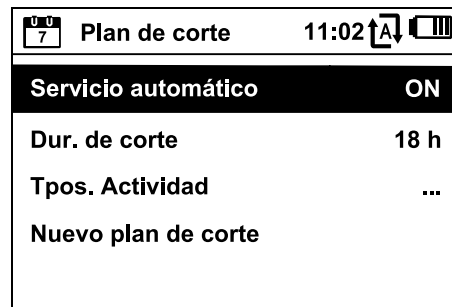 7 Plan de corte 11:02 A
Servicio automático ON
Dur. de corte 18 h
Tpos. Actividad ...
Nuevo plan de corte